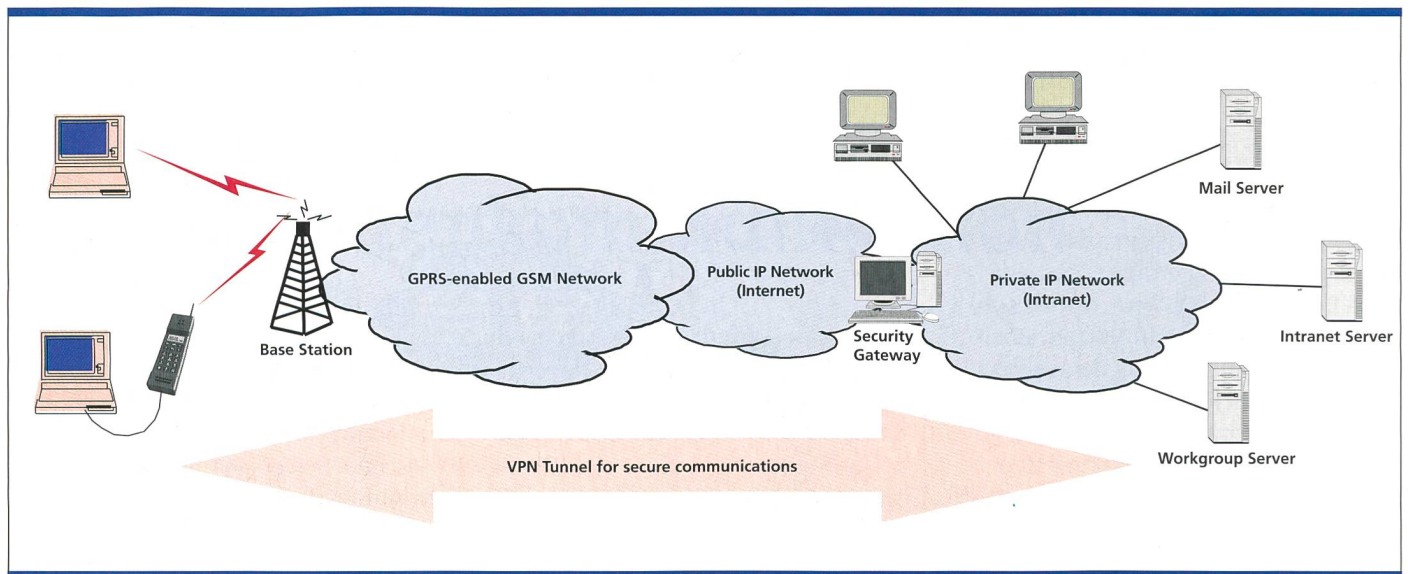 Mail Server
GPRS-enabled GSM Network
Public IP Network
(Internet)
Private IP Network
(Intranet)
Base Station
Security
Gateway
Intranet Server
Workgroup Server
VPN Tunnel for secure communications